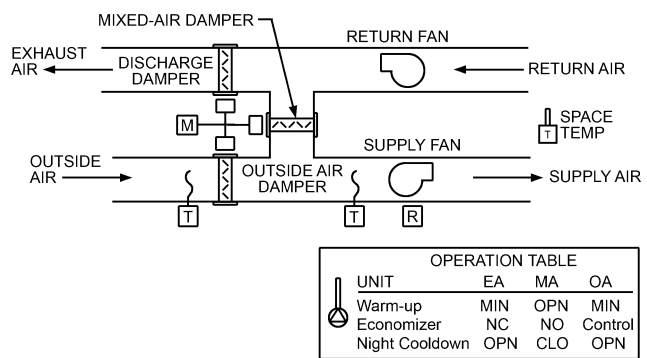 MIXED-AIR DAMPER
RETURN FAN
EXHAUST
AIR
DISCHARGE
DAMPER
RETURN AIR
M
SPACE
TEMP
T
SUPPLY FAN
OUTSIDE
AIR
OUTSIDE AIR
DAMPER
SUPPLY AIR
T
T
R
OPERATION TABLE
UNIT EA MA OA
Warm-up MIN OPN MIN
Economizer NC NO Control
Night Cooldown OPN CLO OPN